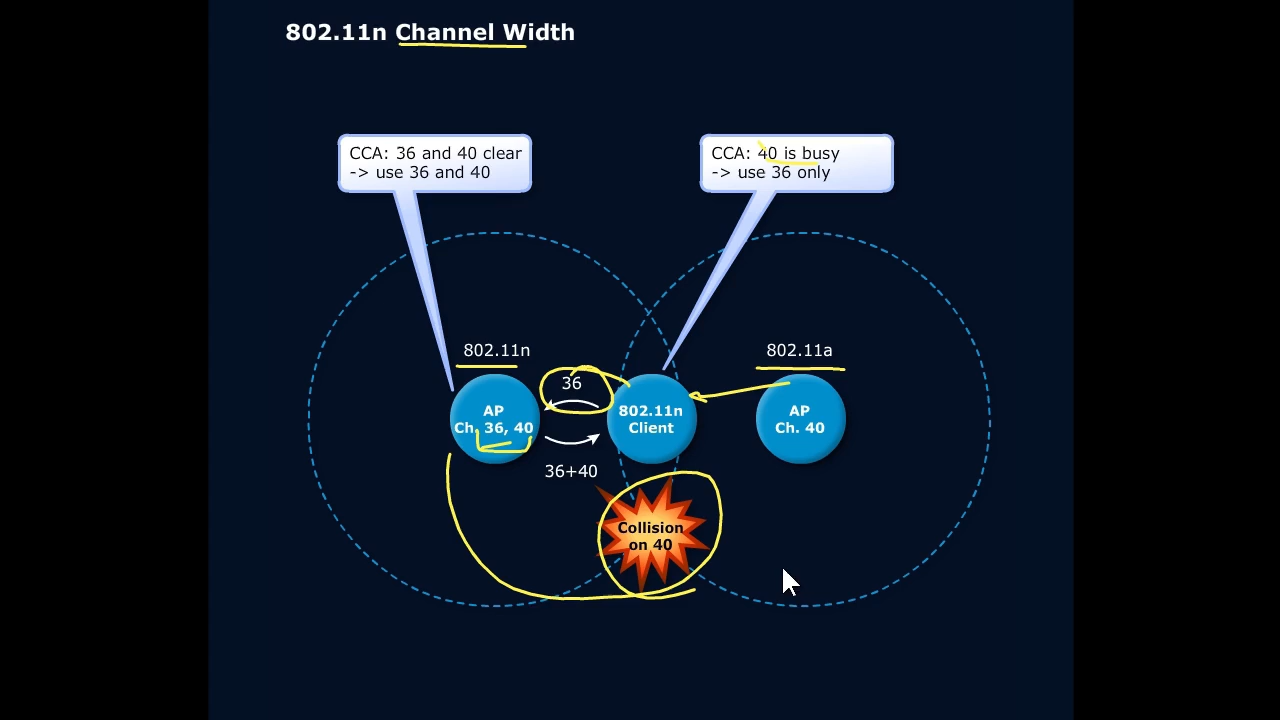 802.11n Channel Width
CCA: 36 and 40 clear
-> use 36 and 40
CCA: 40 is busy
-> use 36 only
802.11n
802.11a
36
AP
Ch. 36, 40
802.11n
Client
AP
Ch. 40
36+40
Collision
on 40